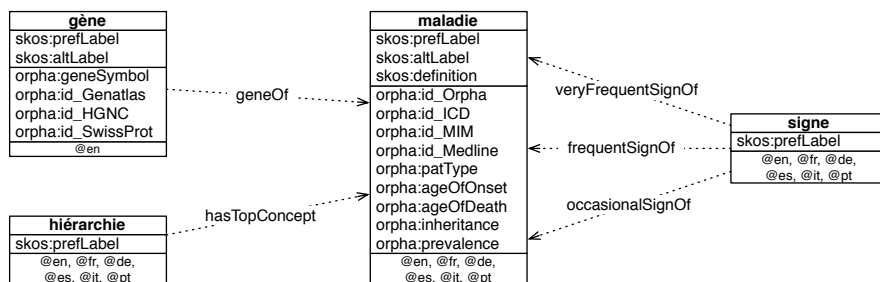 gène
skos:prefLabel
skos:altLabel
orpha:geneSymbol
orpha:id_Genatlas
orpha:id_HGNC
orpha:id_SwissProt
@en
geneOf
hiérarchie
skos:prefLabel
@en, @fr, @de,
@es, @it, @pt
hasTopConcept
maladie
skos:prefLabel
skos:altLabel
skos:definition
orpha:id_Orpha
orpha:id_ICD
orpha:id_MIM
orpha:id_Medline
orpha:patType
orpha:ageOfOnset
orpha:ageOfDeath
orpha:inheritance
orpha:prevalence
@en, @fr, @de,
@es, @it, @pt
veryFrequentSignOf
frequentSignOf
occasionalSignOf
signe
skos:prefLabel
@en, @fr, @de,
@es, @it, @pt